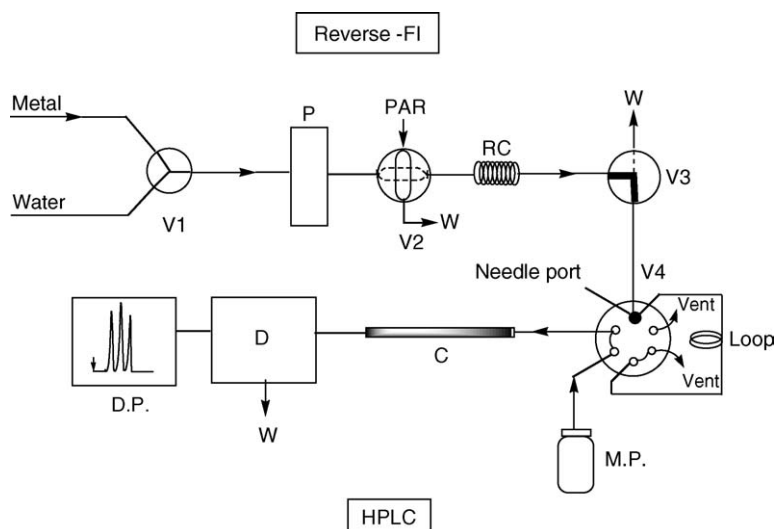 Reverse -FI
Metal
P
PAR
W
RC
Water
V1
W
V2
V3
Needle port
V4
Vent
D
C
Loop
Vent
D.P.
W
M.P.
HPLC